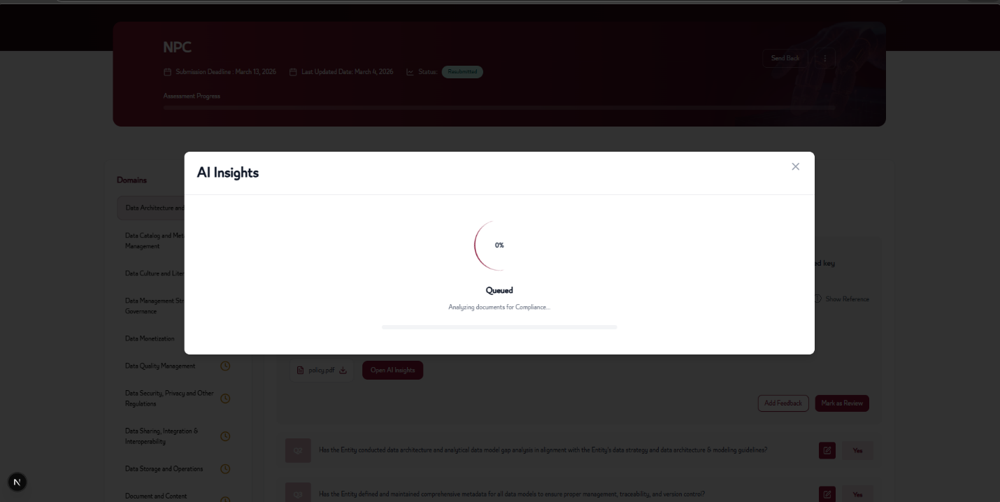 NPC
Send Back
Submission Deadline : March 13, 2026
Last Updated Date: March 4, 2026
Status: Resubmitted
Assessment Progress
AI Insights
Domains
Data Architecture and
Data Catalog and Met
Management
Data Culture and Liter
Data Management Str
Governance
Data Monetization
Data Quality Management
Data Security, Privacy and Other
Regulations
Data Sharing, Integration &
Interoperability
Data Storage and Operations
Document and Content
0%
Queued
Analyzing documents for Compliance...
ed key
Show Reference
policy.pdf
Open AI Insights
Add Feedback
Mark as Review
Q2
Has the Entity conducted data architecture and analytical data model gap analysis in alignment with the Entity's data strategy and data architecture & modeling guidelines?
Yes
Q3
Has the Entity defined and maintained comprehensive metadata for all data models to ensure proper management, traceability, and version control?
Yes
N